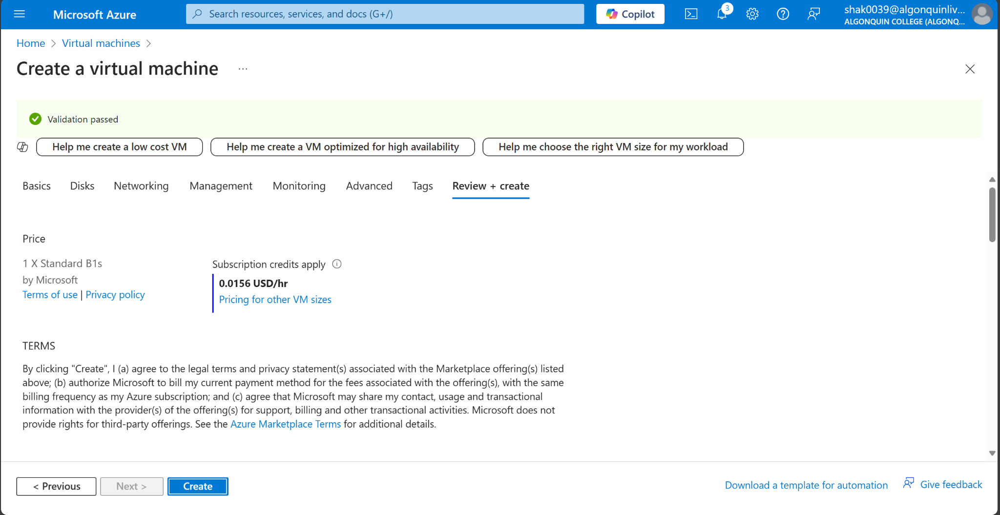 Microsoft Azure
Search resources, services, and docs (G+/)
Copilot
3
shak0039@algonquinliv...
ALGONQUIN COLLEGE (ALGONQ...
Home > Virtual machines >
Create a virtual machine ...
Validation passed
Help me create a low cost VM
Help me create a VM optimized for high availability
Help me choose the right VM size for my workload
Basics Disks Networking Management Monitoring Advanced Tags Review + create
Price
1 X Standard B1s
by Microsoft
Terms of use | Privacy policy
Subscription credits apply
0.0156 USD/hr
Pricing for other VM sizes
TERMS
By clicking "Create", I (a) agree to the legal terms and privacy statement(s) associated with the Marketplace offering(s) listed
above; (b) authorize Microsoft to bill my current payment method for the fees associated with the offering(s), with the same
billing frequency as my Azure subscription; and (c) agree that Microsoft may share my contact, usage and transactional
information with the provider(s) of the offering(s) for support, billing and other transactional activities. Microsoft does not
provide rights for third-party offerings. See the Azure Marketplace Terms for additional details.
< Previous
Next >
Create
Download a template for automation
Give feedback